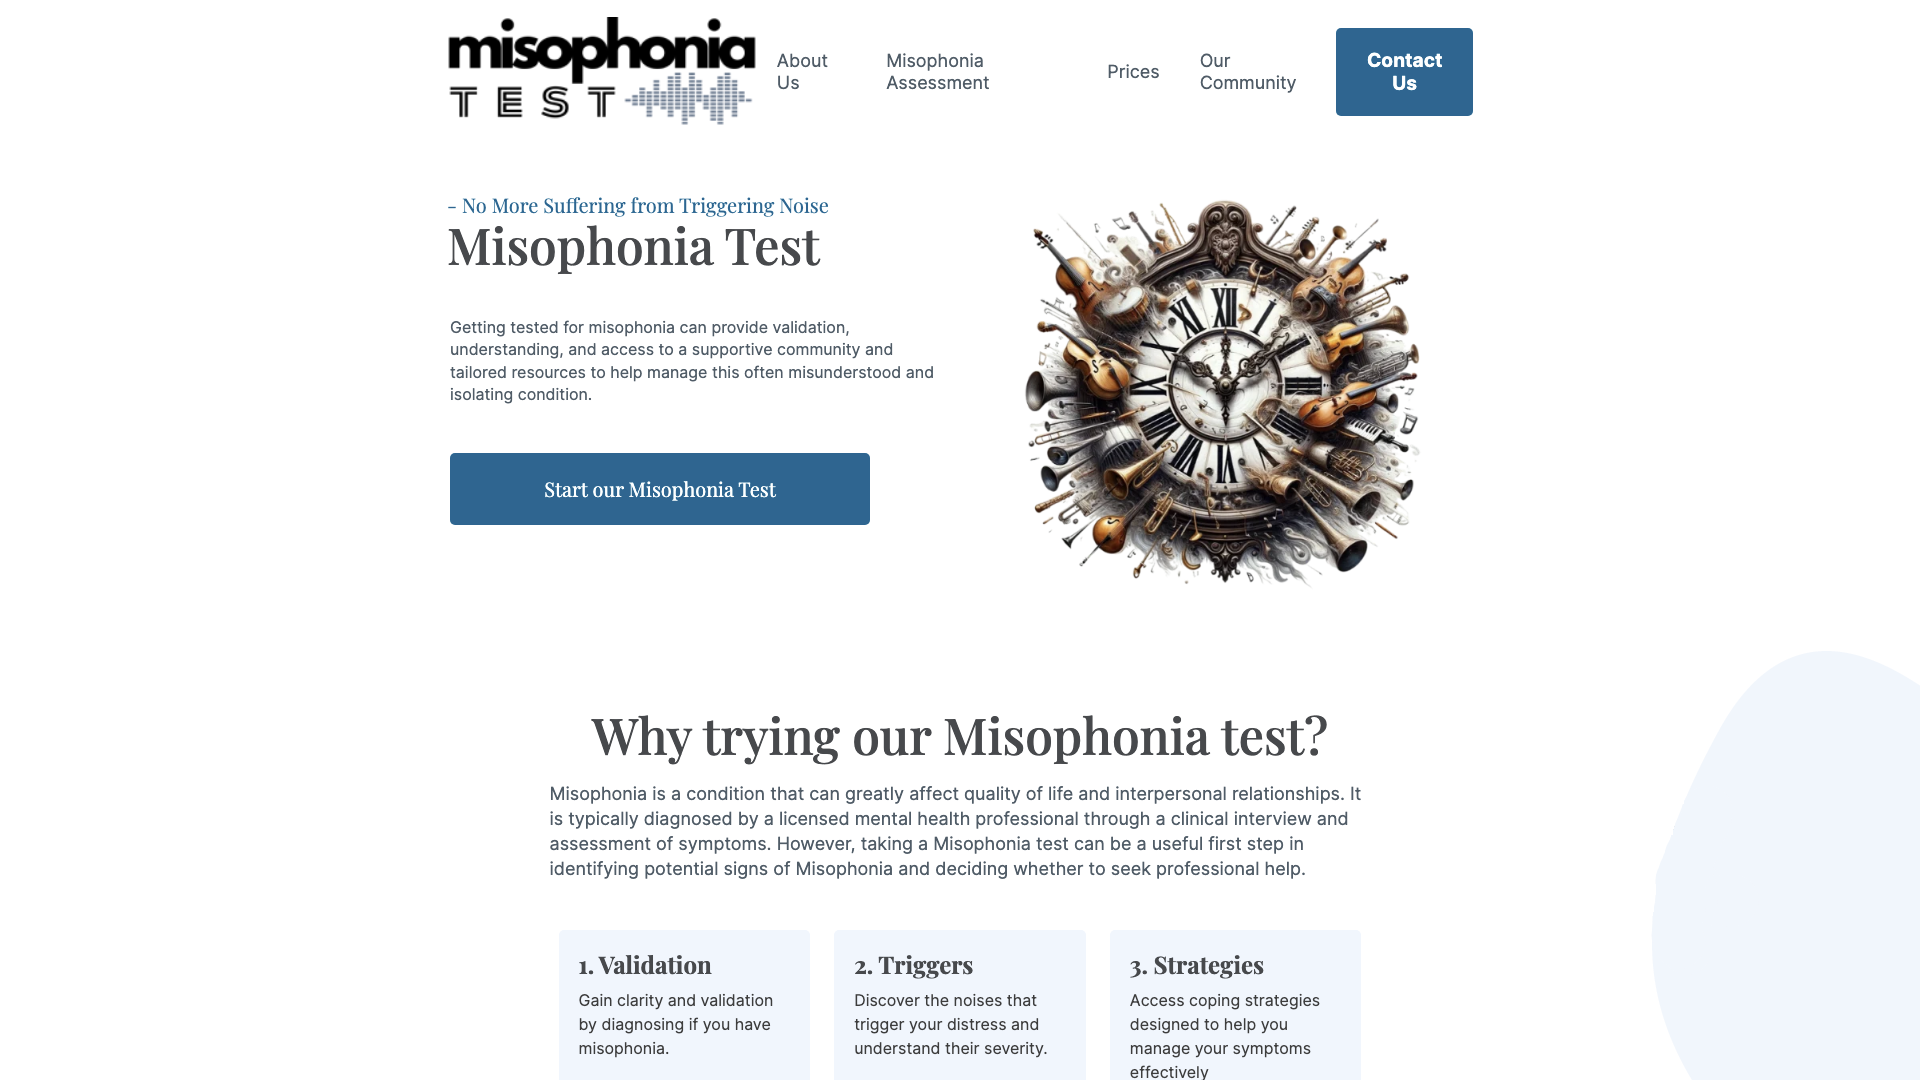 misophonia
TEST
About
Us
Misophonia
Assessment
Prices
Our
Community
Contact
Us
- No More Suffering from Triggering Noise
Misophonia Test
Getting tested for misophonia can provide validation,
understanding, and access to a supportive community and
tailored resources to help manage this often misunderstood and
isolating condition.
Start our Misophonia Test
XII
I
Why trying our Misophonia test?
Misophonia is a condition that can greatly affect quality of life and interpersonal relationships. It
is typically diagnosed by a licensed mental health professional through a clinical interview and
assessment of symptoms. However, taking a Misophonia test can be a useful first step in
identifying potential signs of Misophonia and deciding whether to seek professional help.
1. Validation
Gain clarity and validation
by diagnosing if you have
misophonia.
2. Triggers
Discover the noises that
trigger your distress and
understand their severity.
3. Strategies
Access coping strategies
designed to help you
manage your symptoms
effectively